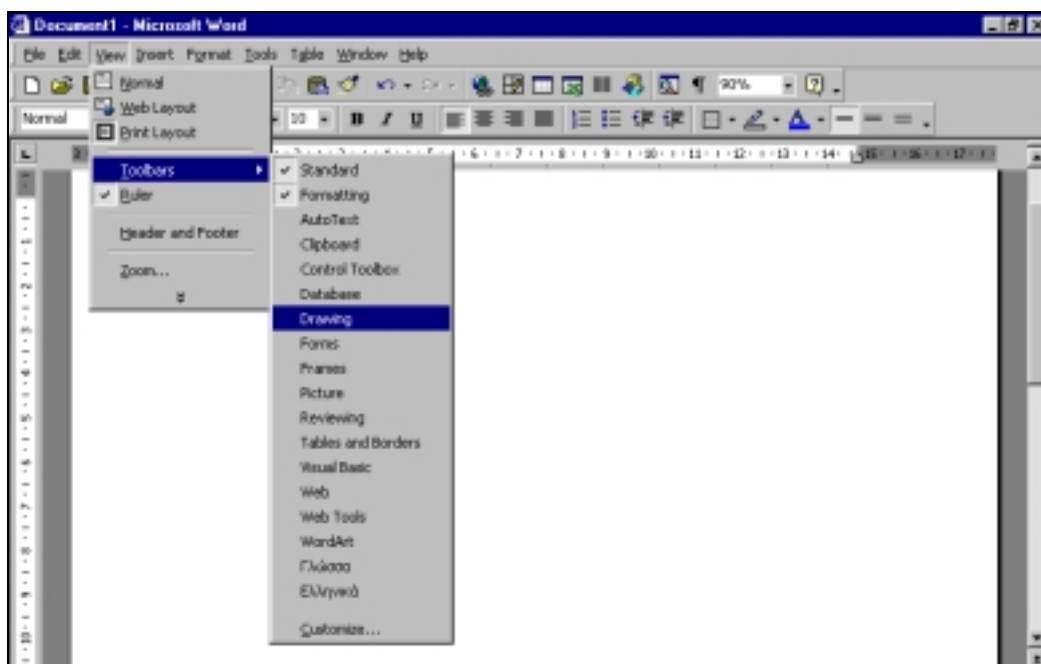 Document1 - Microsoft Word
File Edit View Insert Format Tools Table Window Help
90%
Normal 10 B I U
Normal
Web Layout
Print Layout
Toolbars
Ruler
Header and Footer
Zoom...
Standard
Formatting
AutoText
Clipboard
Control Toolbox
Database
Drawing
Forms
Frames
Picture
Reviewing
Tables and Borders
Visual Basic
Web
Web Tools
WordArt
Γλώσσα
Ελληνικά
Customize...